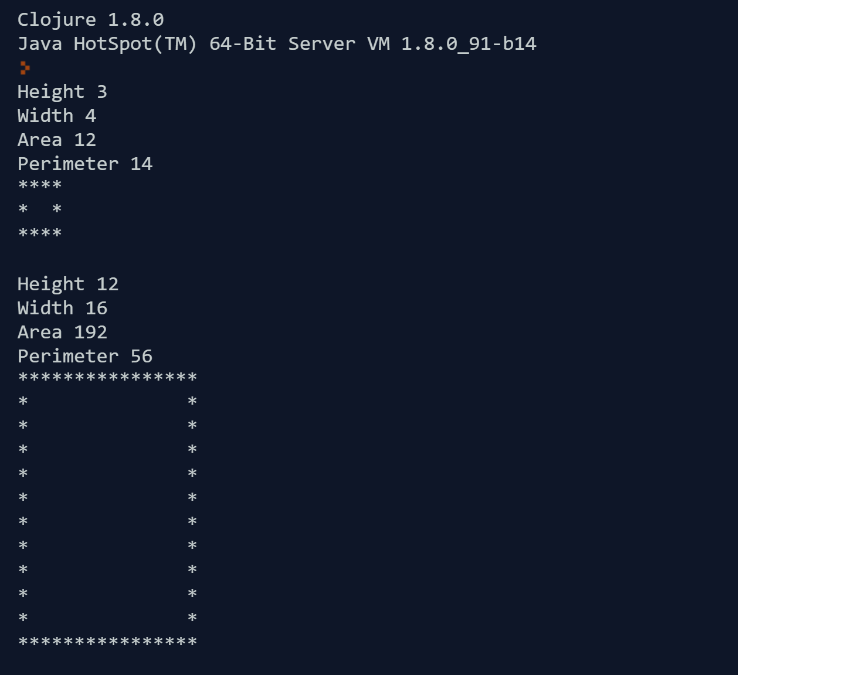 Clojure 1.8.0
Java HotSpot(TM) 64-Bit Server VM 1.8.0_91-b14
>
Height 3
Width 4
Area 12
Perimeter 14
****
*  *
****

Height 12
Width 16
Area 192
Perimeter 56
****************
*              *
*              *
*              *
*              *
*              *
*              *
*              *
*              *
*              *
*              *
****************